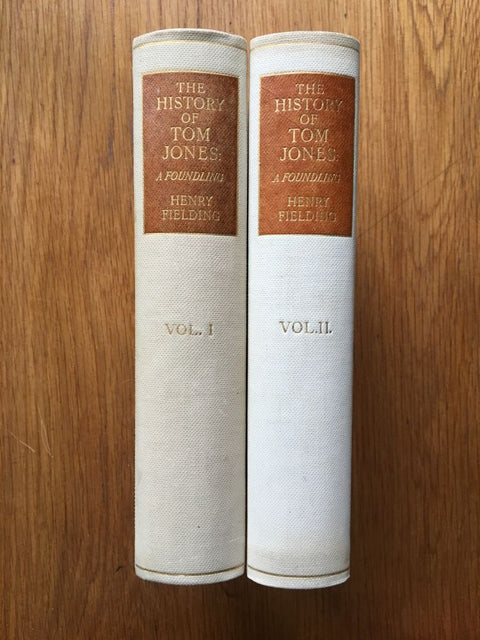 THE
HISTORY
OF
TOM
JONES:
A FOUNDLING
HENRY
FIELDING
VOL. I
THE
HISTORY
OF
TOM
JONES:
A FOUNDLING
HENRY
FIELDING
VOL.II.